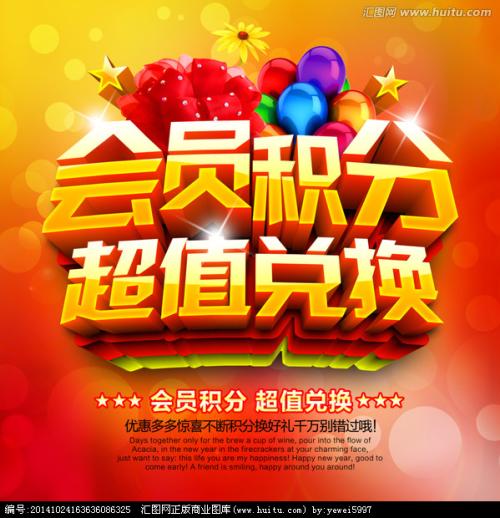 汇图网 www.huitu.com
会员积分
超值兑换
★★★ 会员积分 超值兑换 ★★★
优惠多多惊喜不断积分换好礼千万别错过哦!
Days together only for the brew a cup of wine, pour into the flow of
Acacia, in the new year in the firecrackers at your charming face,
just want to say: this life you are my happiness! Happy new year, good to
come early! A friend is smiling, happy around you around!
编号:20141024163636086325 汇图网正版商业图库(www.huitu.com) by:yewei5997